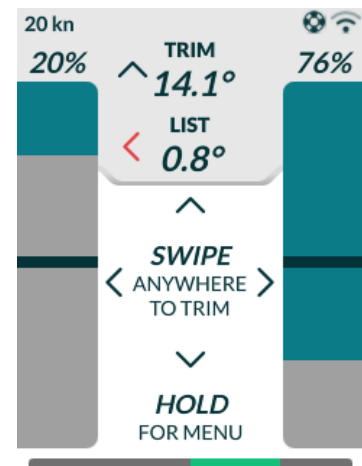 20 kn
20%
TRIM
14.1°
76%
LIST
0.8°
SWIPE
ANYWHERE
TO TRIM
HOLD
FOR MENU